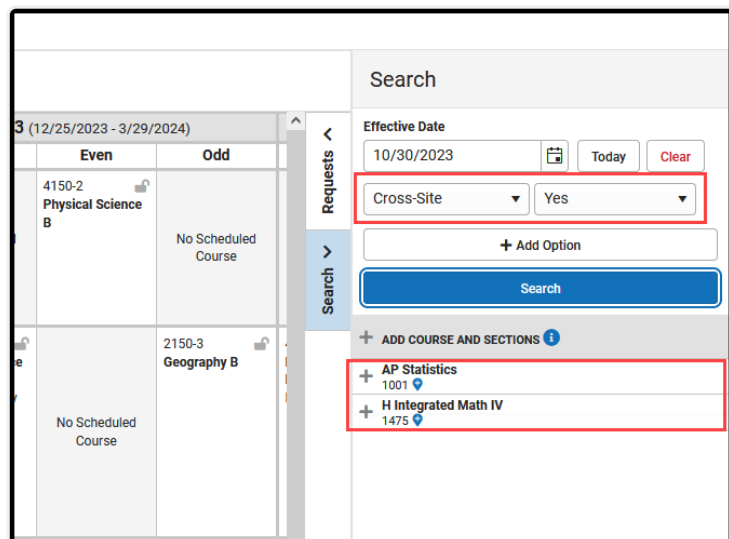 3 (12/25/2023 - 3/29/2024)
Even
Odd
4150-2
Physical Science
B
No Scheduled
Course
2150-3
Geography B
No Scheduled
Course
Requests
Search
Search
Effective Date
10/30/2023
Today
Clear
Cross-Site
Yes
+ Add Option
Search
+ ADD COURSE AND SECTIONS
+ AP Statistics
1001
+ H Integrated Math IV
1475